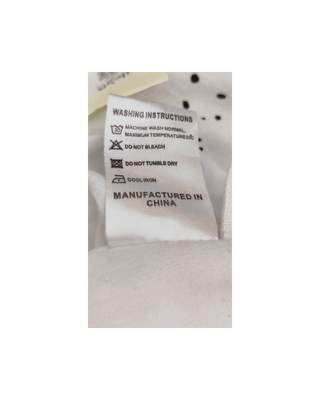 WASHING INSTRUCTIONS
MACHINE WASH NORMAL,
MAXIMUM TEMPERATURE 30C
DO NOT BLEACH
DO NOT TUMBLE DRY
COOL IRON
MANUFACTURED IN
CHINA